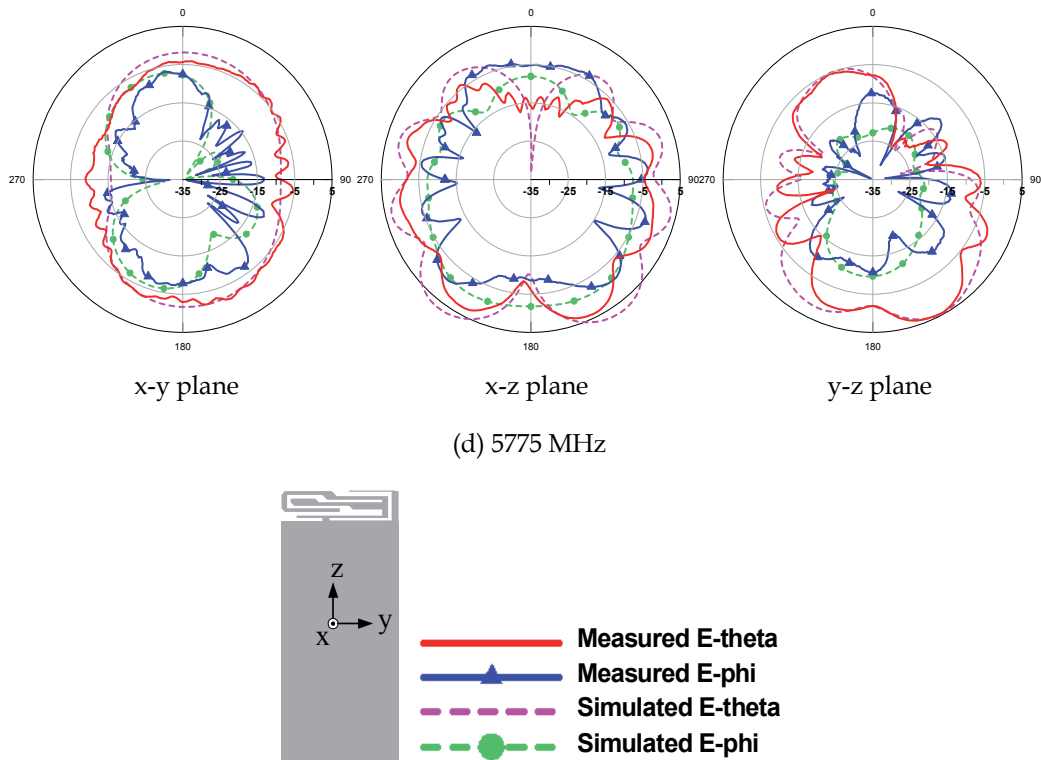 0 0 0
270 -35 -25 -15 -5 5 90
270 -35 -25 -15 -5 5 90
270 -35 -25 -15 -5 5 90
180 180 180
x-y plane x-z plane y-z plane
(d) 5775 MHz
z
x y
Measured E-theta
Measured E-phi
Simulated E-theta
Simulated E-phi